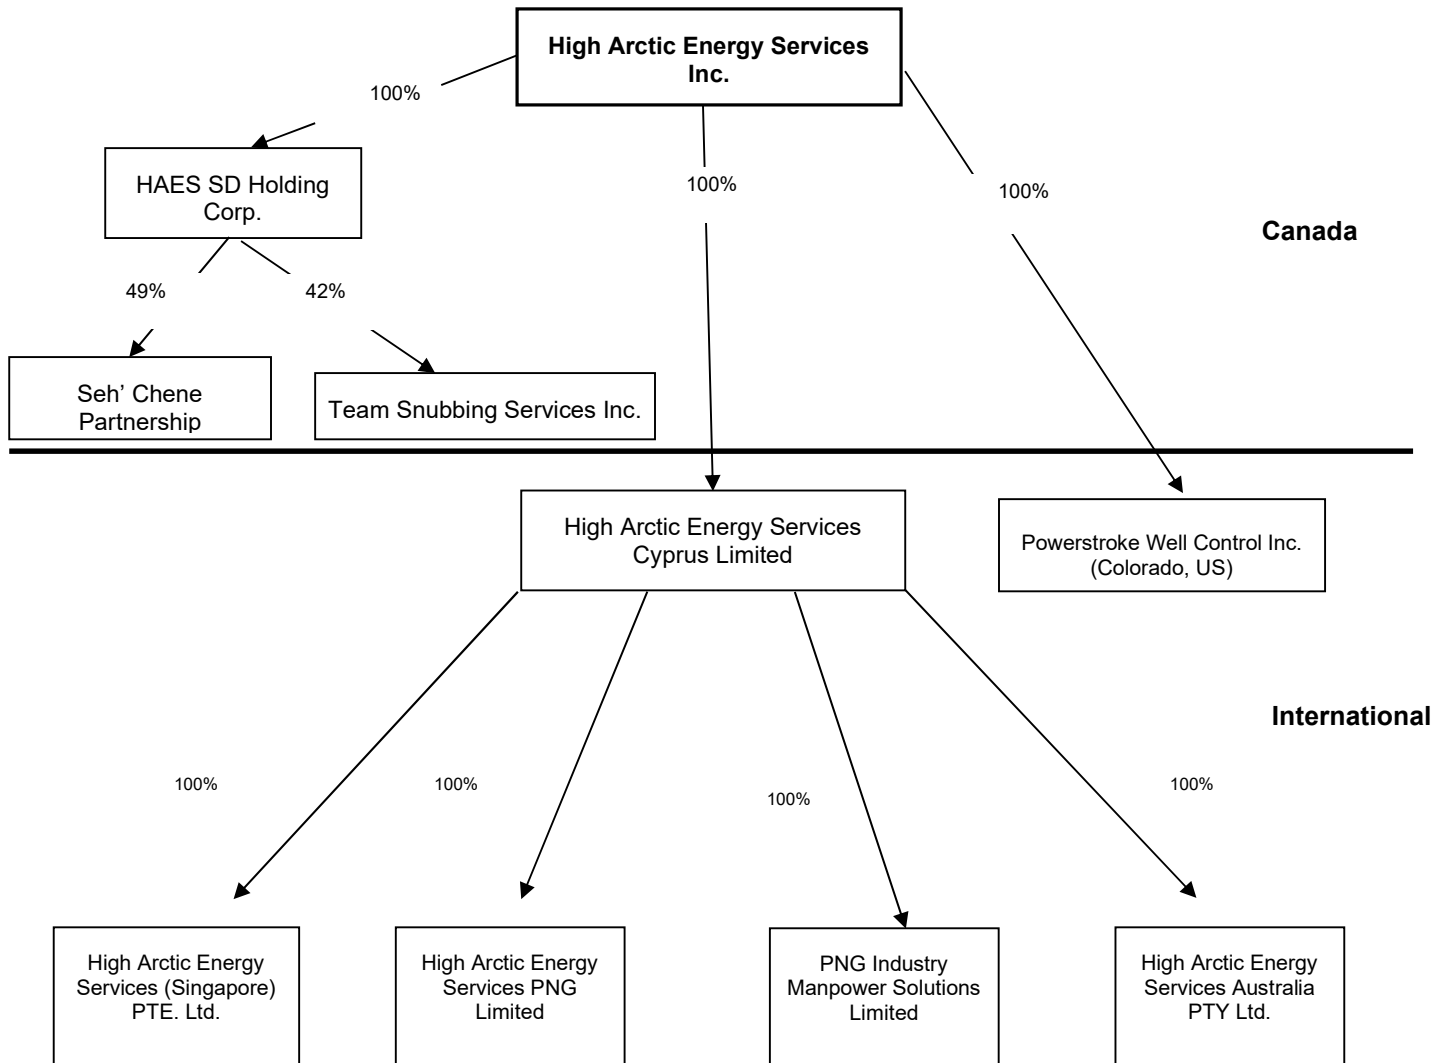 High Arctic Energy Services
Inc.
100%
HAES SD Holding
Corp.
100%
100%
Canada
49%
42%
Seh’ Chene
Partnership
Team Snubbing Services Inc.
High Arctic Energy Services
Cyprus Limited
Powerstroke Well Control Inc.
(Colorado, US)
International
100%
100%
100%
100%
High Arctic Energy
Services (Singapore)
PTE. Ltd.
High Arctic Energy
Services PNG
Limited
PNG Industry
Manpower Solutions
Limited
High Arctic Energy
Services Australia
PTY Ltd.